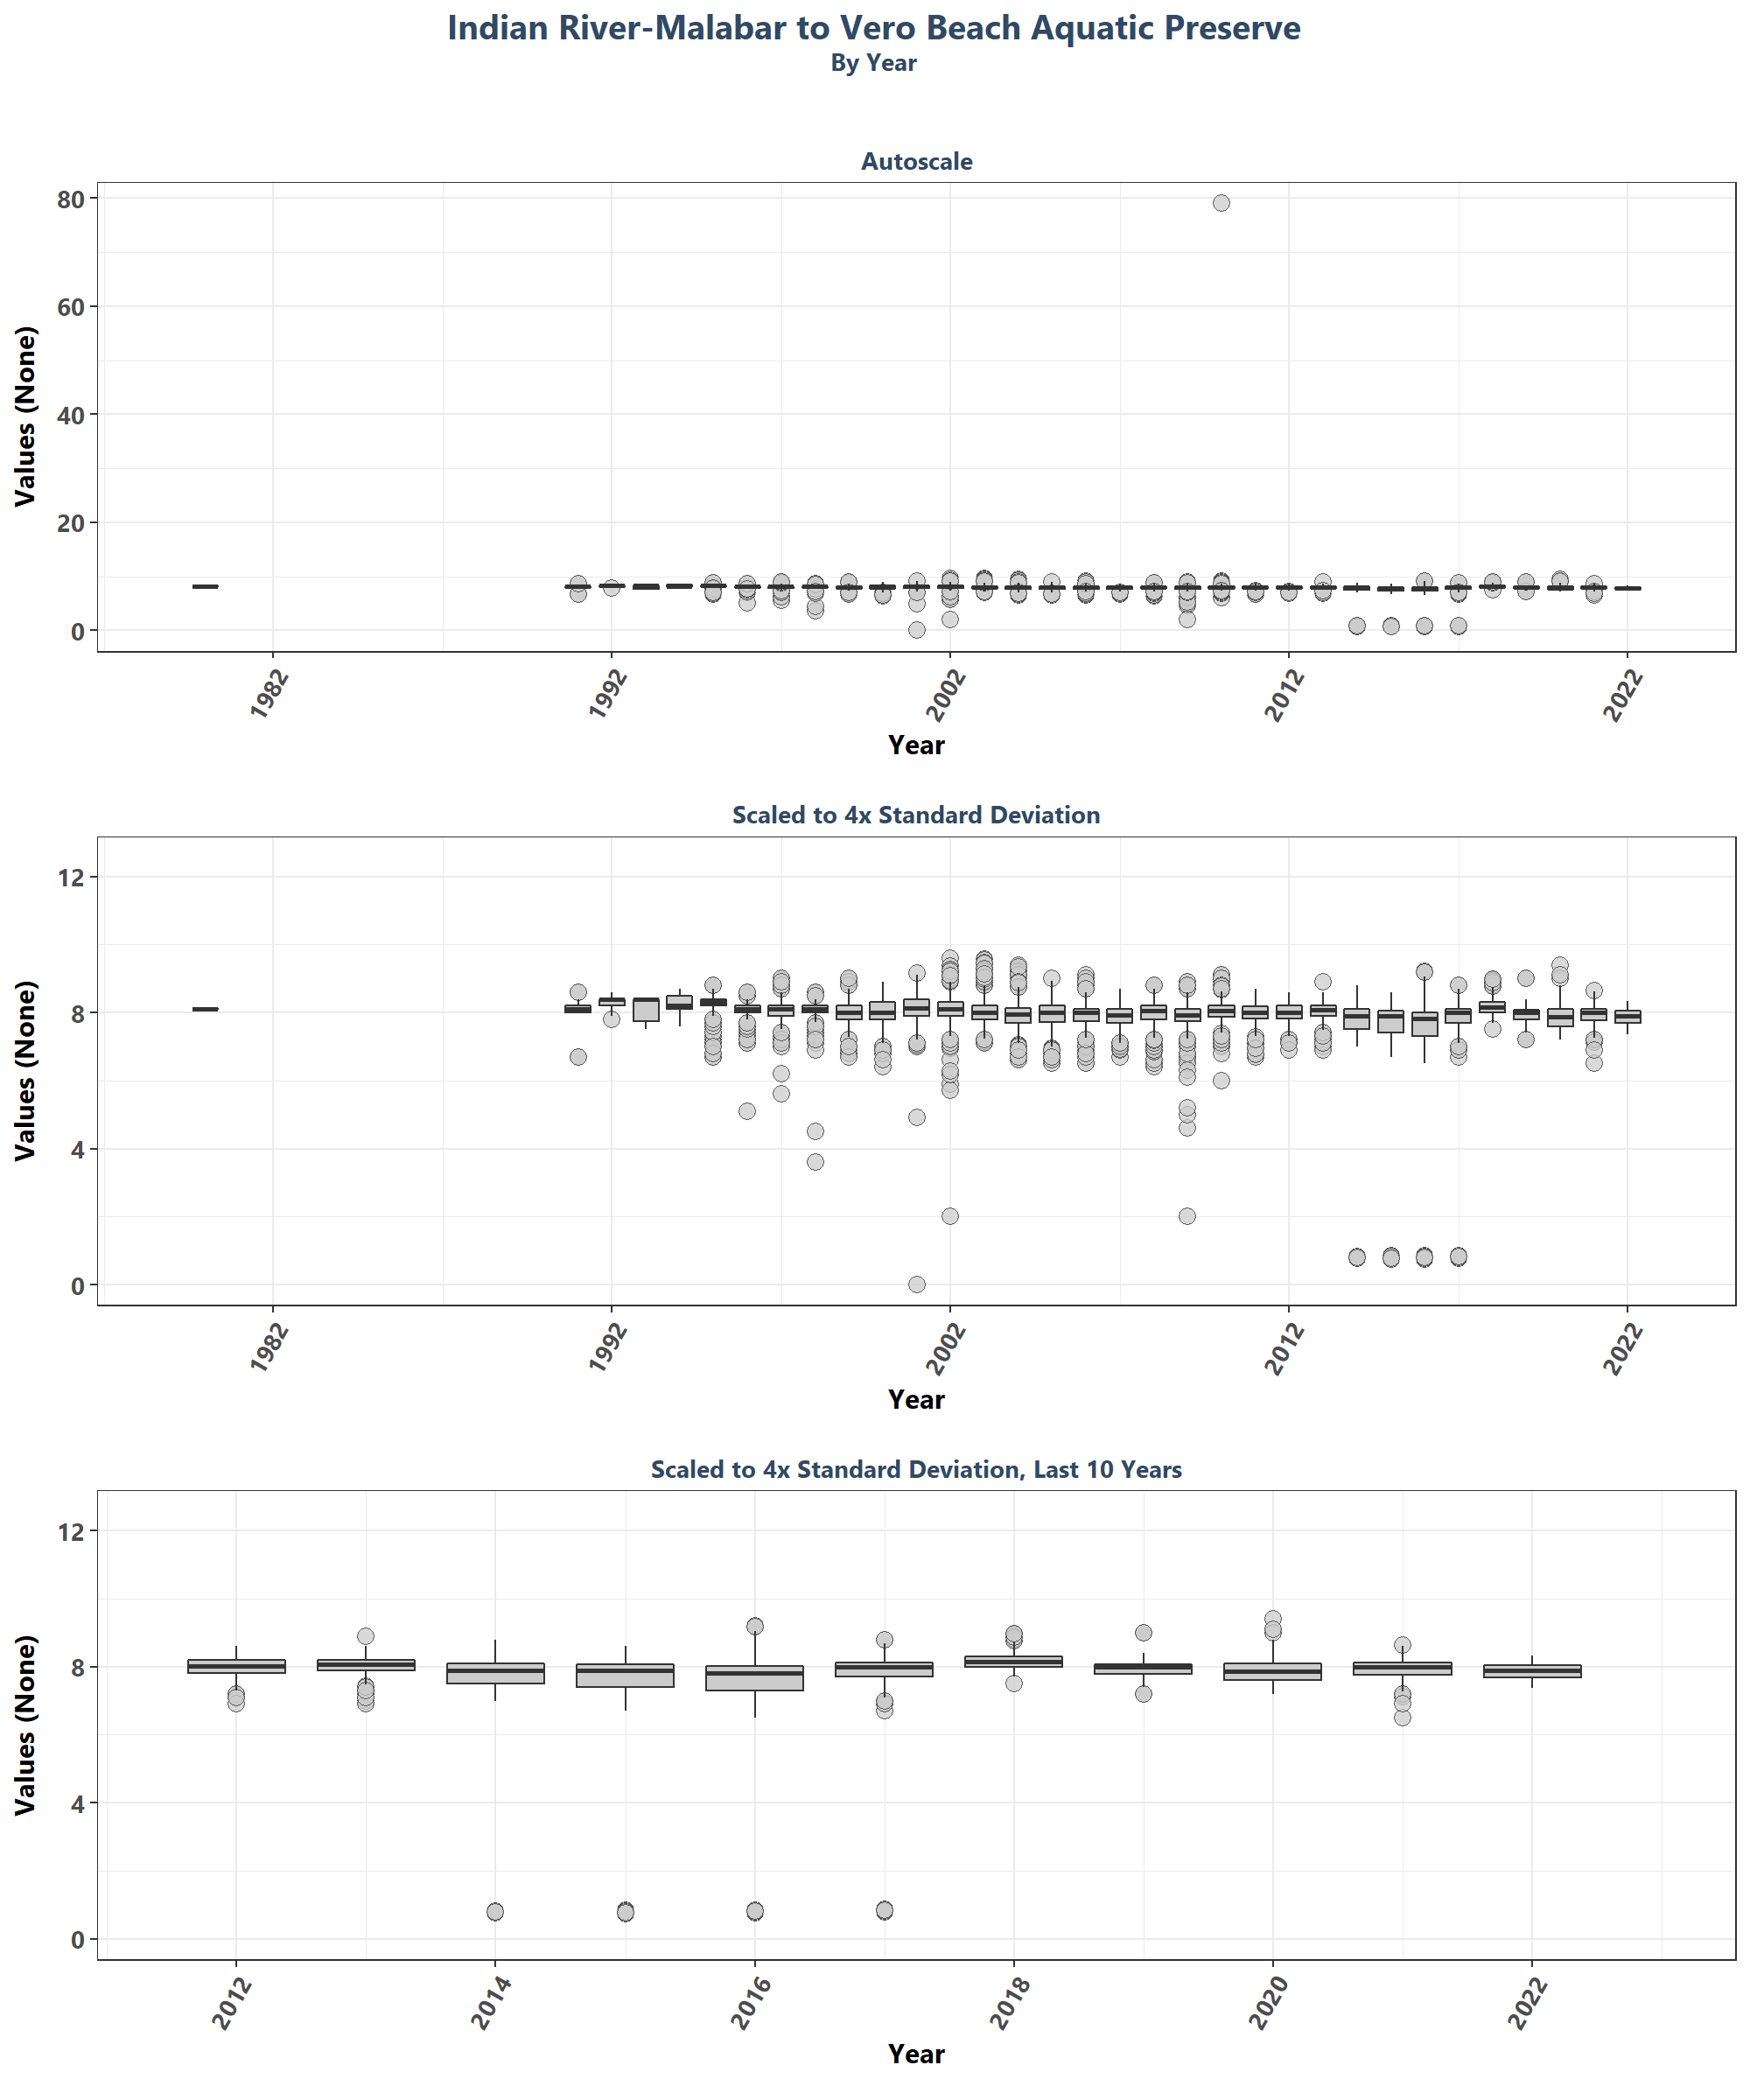 Indian River-Malabar to Vero Beach Aquatic Preserve
By Year
Autoscale
Values (None)
80
60
40
20
0
1982
1992
2002
2012
2022
Year
Scaled to 4x Standard Deviation
Values (None)
12
8
4
0
1982
1992
2002
2012
2022
Year
Scaled to 4x Standard Deviation, Last 10 Years
Values (None)
12
8
4
0
2012
2014
2016
2018
2020
2022
Year